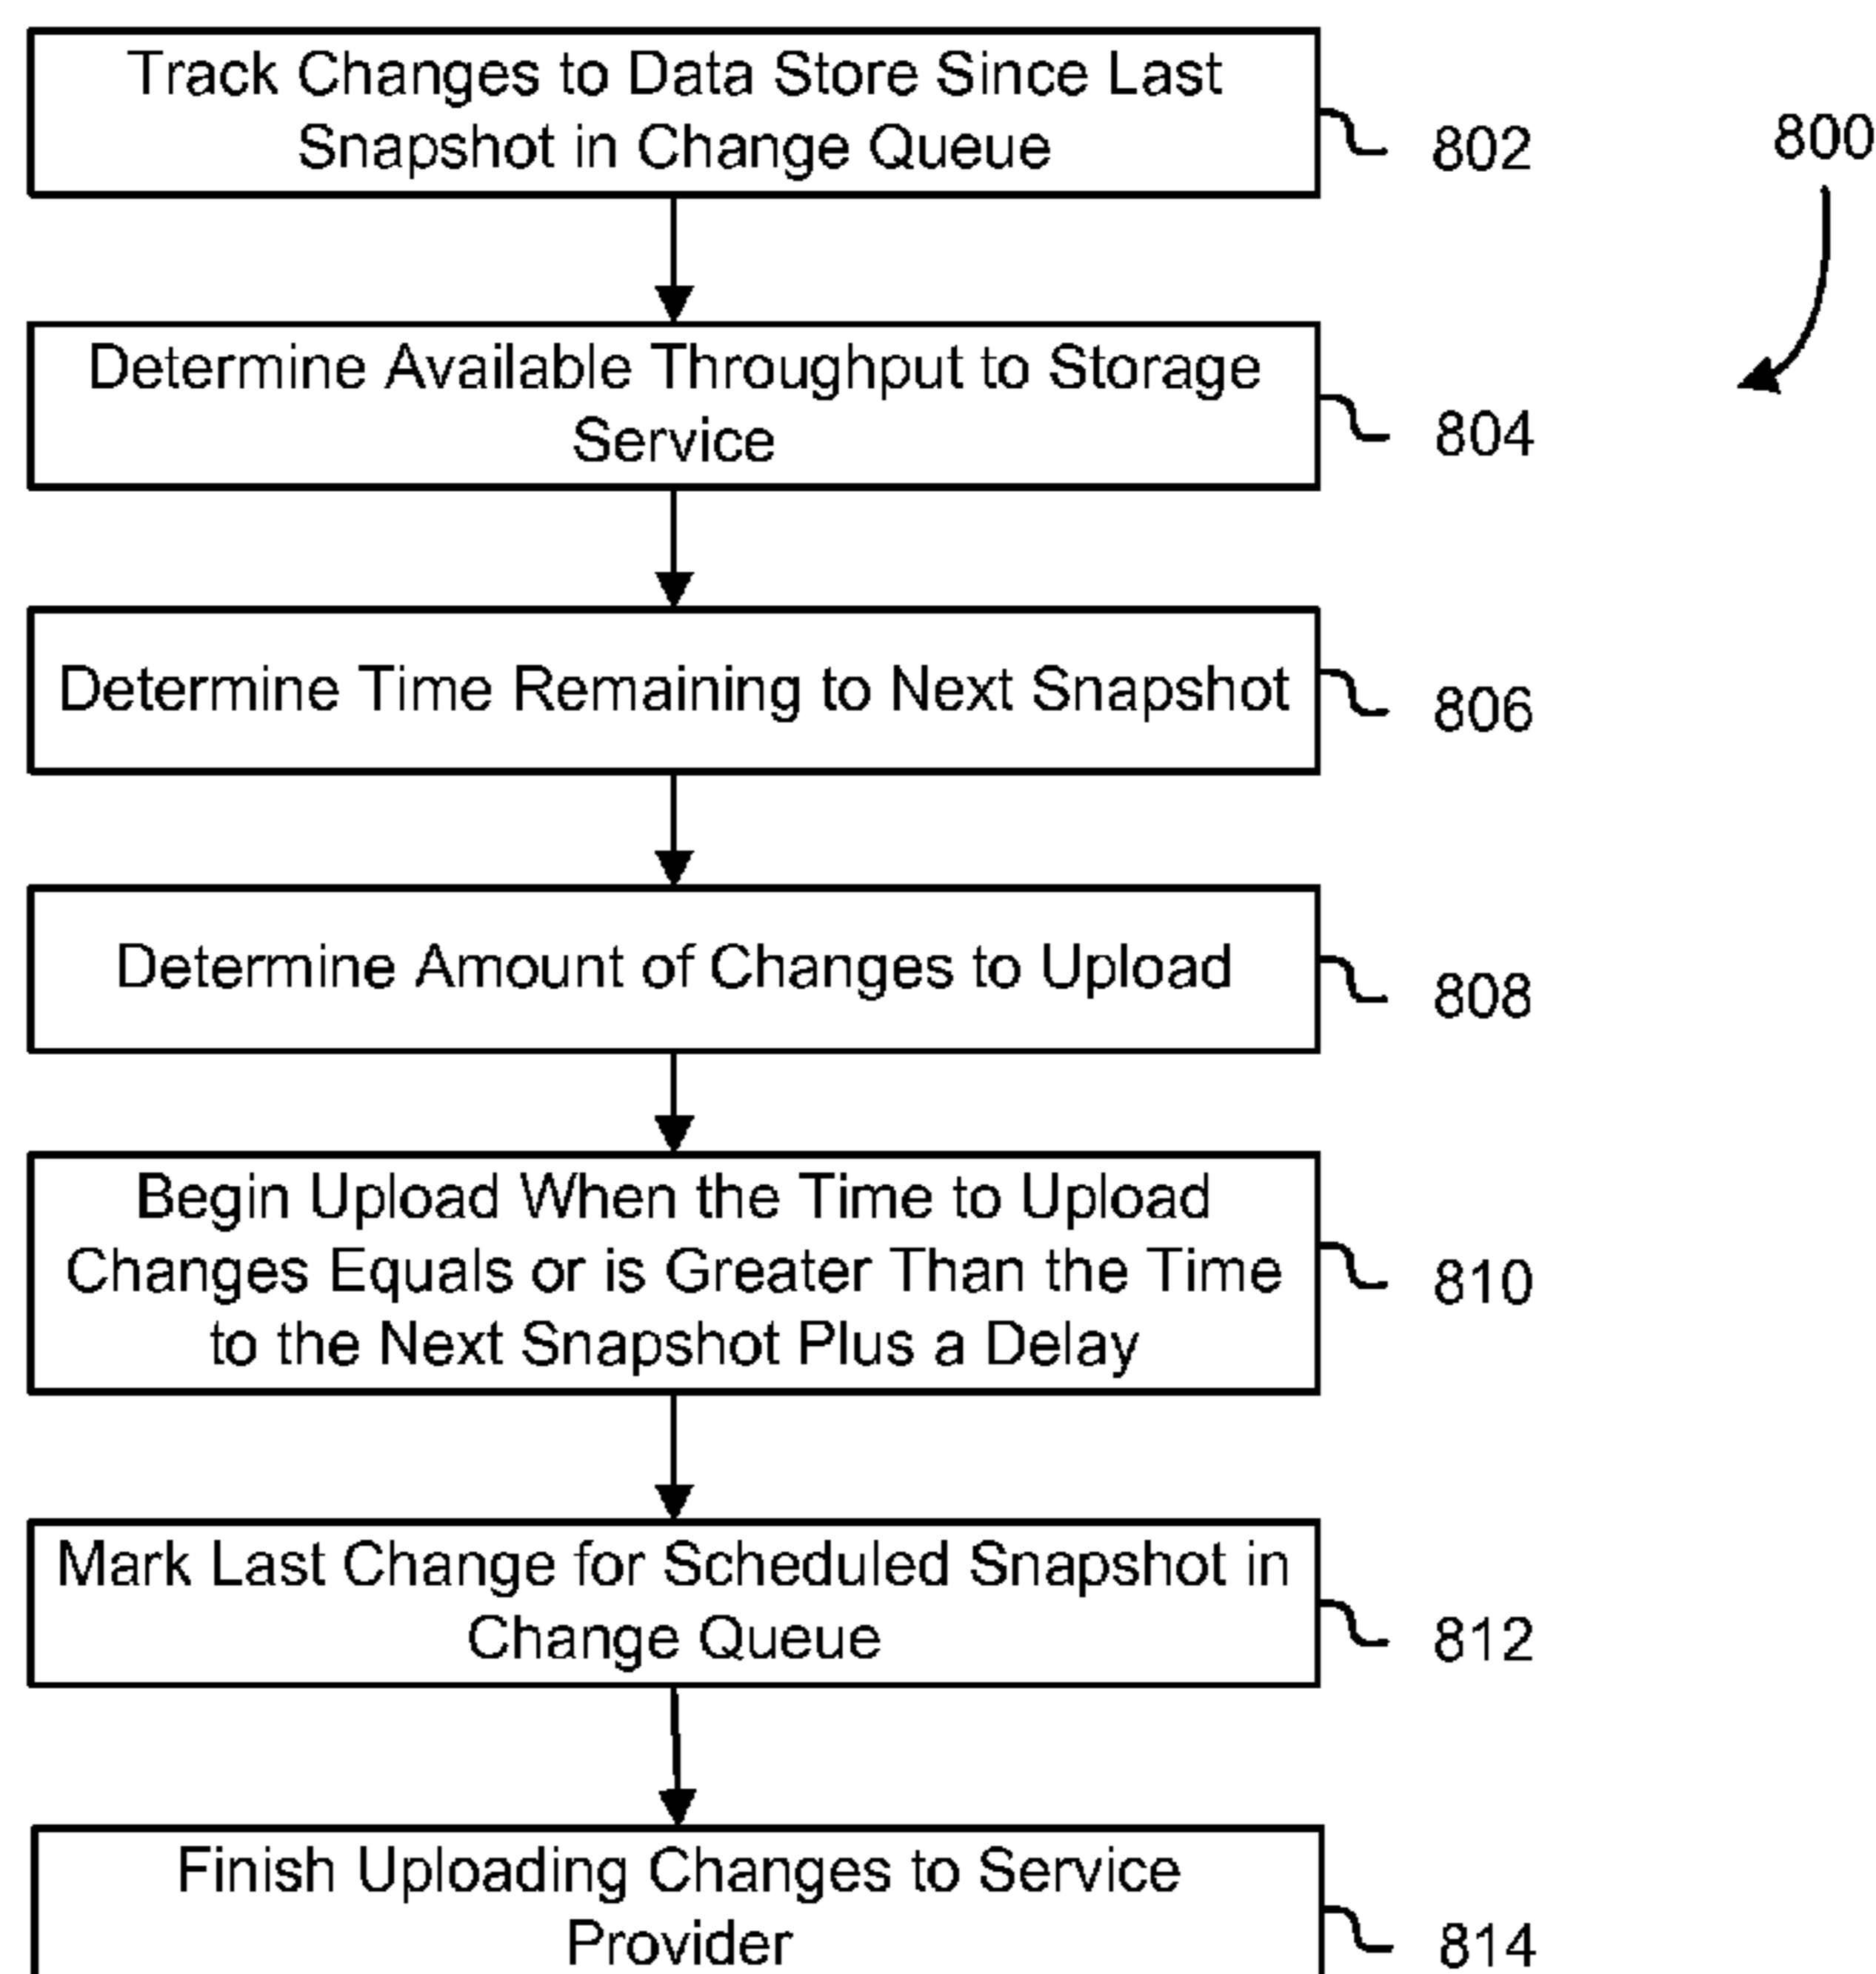 Track Changes to Data Store Since Last
Snapshot in Change Queue
802
800
Determine Available Throughput to Storage
Service
804
Determine Time Remaining to Next Snapshot
806
Determine Amount of Changes to Upload
808
Begin Upload When the Time to Upload
Changes Equals or is Greater Than the Time
to the Next Snapshot Plus a Delay
810
Mark Last Change for Scheduled Snapshot in
Change Queue
812
Finish Uploading Changes to Service
Provider
814